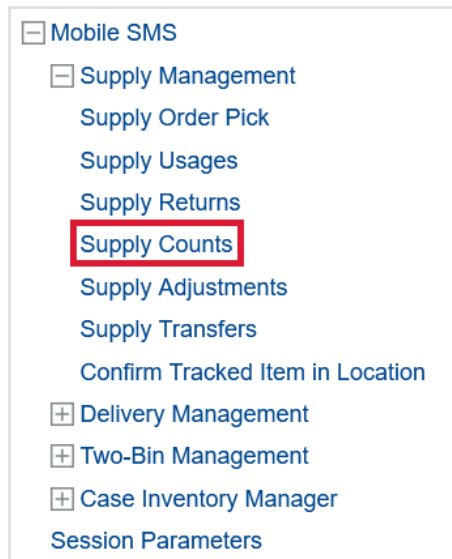 Mobile SMS
Supply Management
Supply Order Pick
Supply Usages
Supply Returns
Supply Counts
Supply Adjustments
Supply Transfers
Confirm Tracked Item in Location
Delivery Management
Two-Bin Management
Case Inventory Manager
Session Parameters